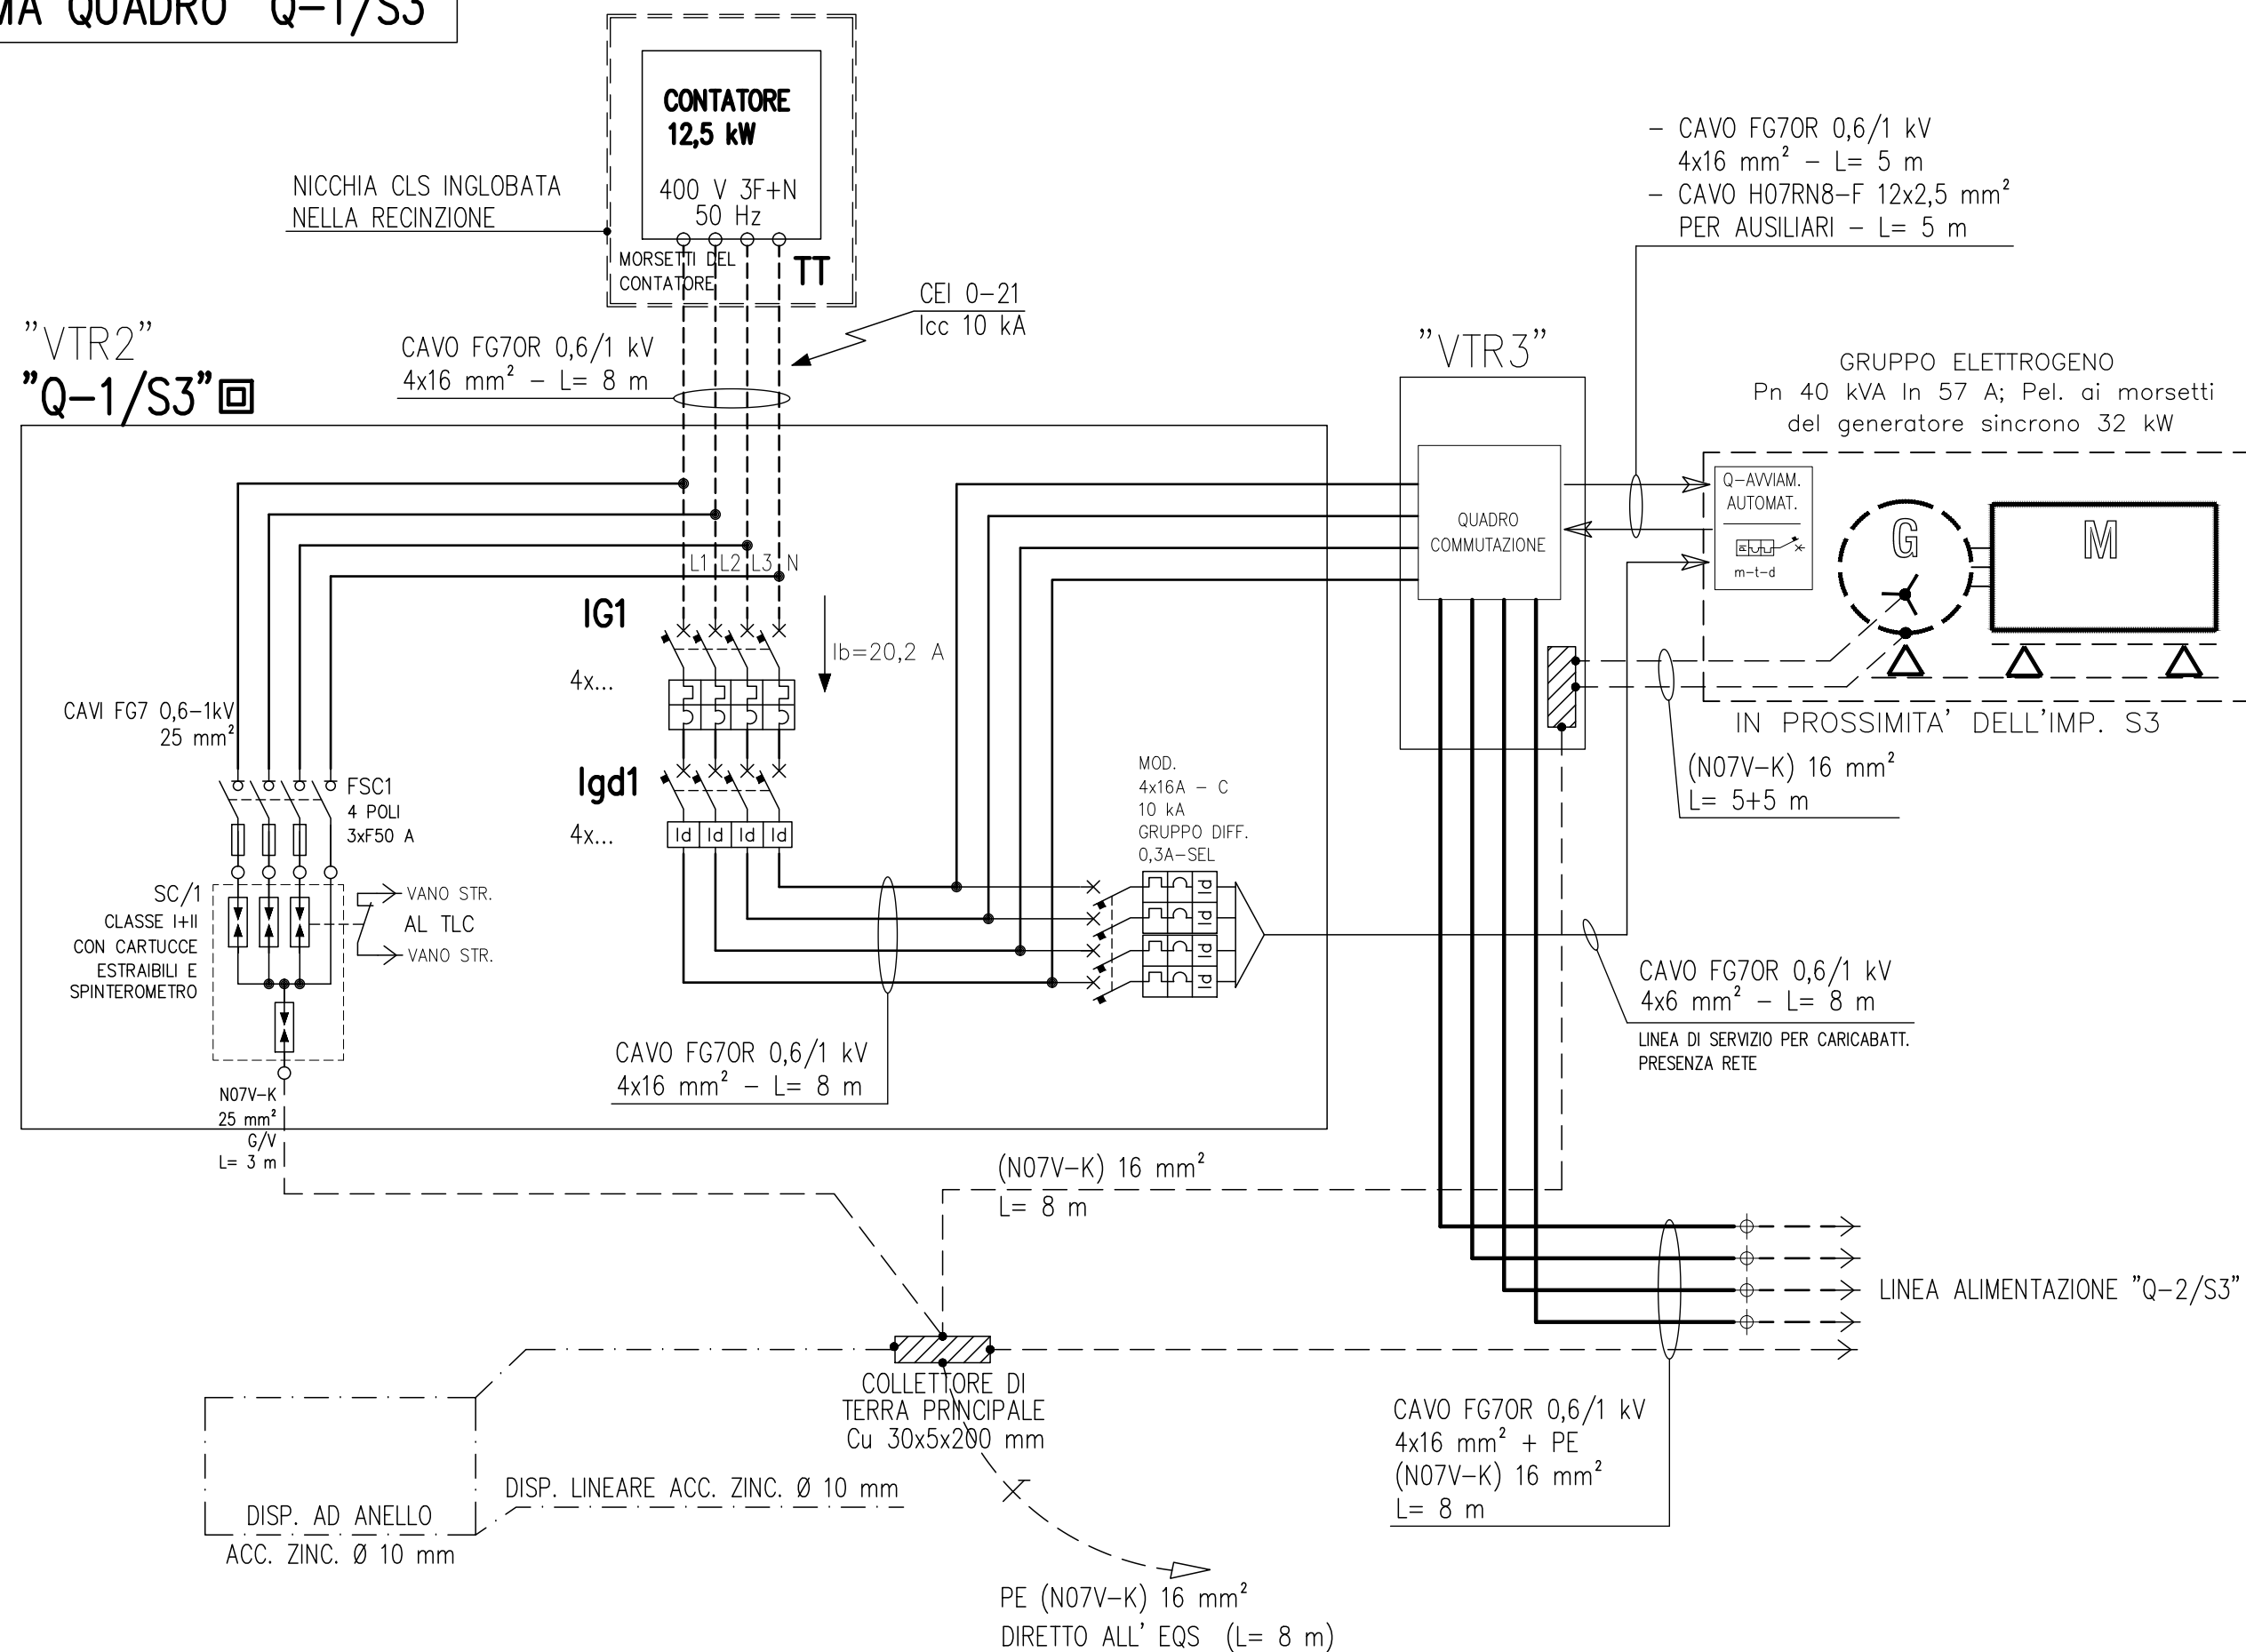 MA QUADRO Q-1/S3
CONTATORE
12,5 kW
400 V 3F+N
50 Hz
MORSETTI DEL
CONTATORE
TT
NICCHIA CLS INGLOBATA
NELLA RECINZIONE
CEI 0-21
Icc 10 kA
CAVO FG7OR 0,6/1 kV
4x16 mm² - L= 8 m
"VTR2"
"Q-1/S3"
- CAVO FG7OR 0,6/1 kV
4x16 mm² - L= 5 m
- CAVO H07RN8-F 12x2,5 mm²
PER AUSILIARI - L= 5 m
"VTR3"
GRUPPO ELETTROGENO
Pn 40 kVA In 57 A; Pel. ai morsetti
del generatore sincrono 32 kW
QUADRO
COMMUTAZIONE
Q-AVVIAM.
AUTOMAT.
m-t-d
G
M
IN PROSSIMITA' DELL'IMP. S3
(N07V-K) 16 mm²
L= 5+5 m
L1 L2 L3 N
IG1
4x...
Ib=20,2 A
Igd1
4x...
Id Id Id Id
CAVI FG7 0,6-1kV
25 mm²
FSC1
4 POLI
3xF50 A
SC/1
CLASSE I+II
CON CARTUCCE
ESTRAIBILI E
SPINTEROMETRO
VANO STR.
AL TLC
VANO STR.
N07V-K
25 mm²
G/V
L= 3 m
MOD.
4x16A - C
10 kA
GRUPPO DIFF.
0,3A-SEL
Id
Id
Id
Id
CAVO FG7OR 0,6/1 kV
4x16 mm² - L= 8 m
CAVO FG7OR 0,6/1 kV
4x6 mm² - L= 8 m
LINEA DI SERVIZIO PER CARICABATT.
PRESENZA RETE
(N07V-K) 16 mm²
L= 8 m
LINEA ALIMENTAZIONE "Q-2/S3"
COLLETTORE DI
TERRA PRINCIPALE
Cu 30x5x200 mm
CAVO FG7OR 0,6/1 kV
4x16 mm² + PE
(N07V-K) 16 mm²
L= 8 m
DISP. LINEARE ACC. ZINC. Ø 10 mm
DISP. AD ANELLO
ACC. ZINC. Ø 10 mm
PE (N07V-K) 16 mm²
DIRETTO ALL' EQS (L= 8 m)